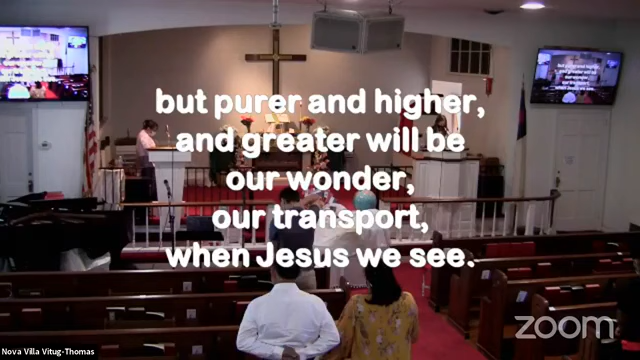 but purer and higher,
and greater will be
our wonder,
our transport,
when Jesus we see.
zoom
Nova Villa Vitug-Thomas